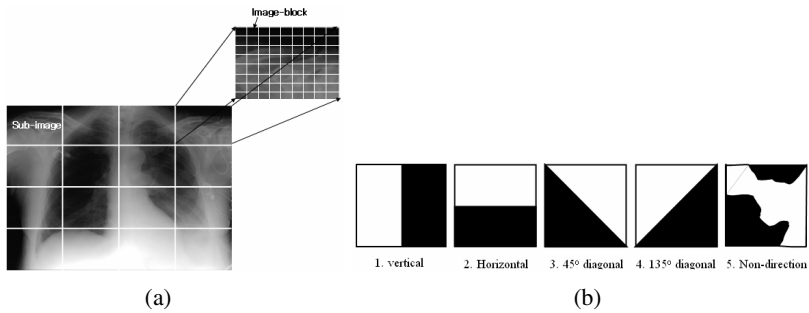 Image-block
Sub-image
1. vertical
2. Horizontal
3. 45° diagonal
4. 135° diagonal
5. Non-direction
(a)
(b)